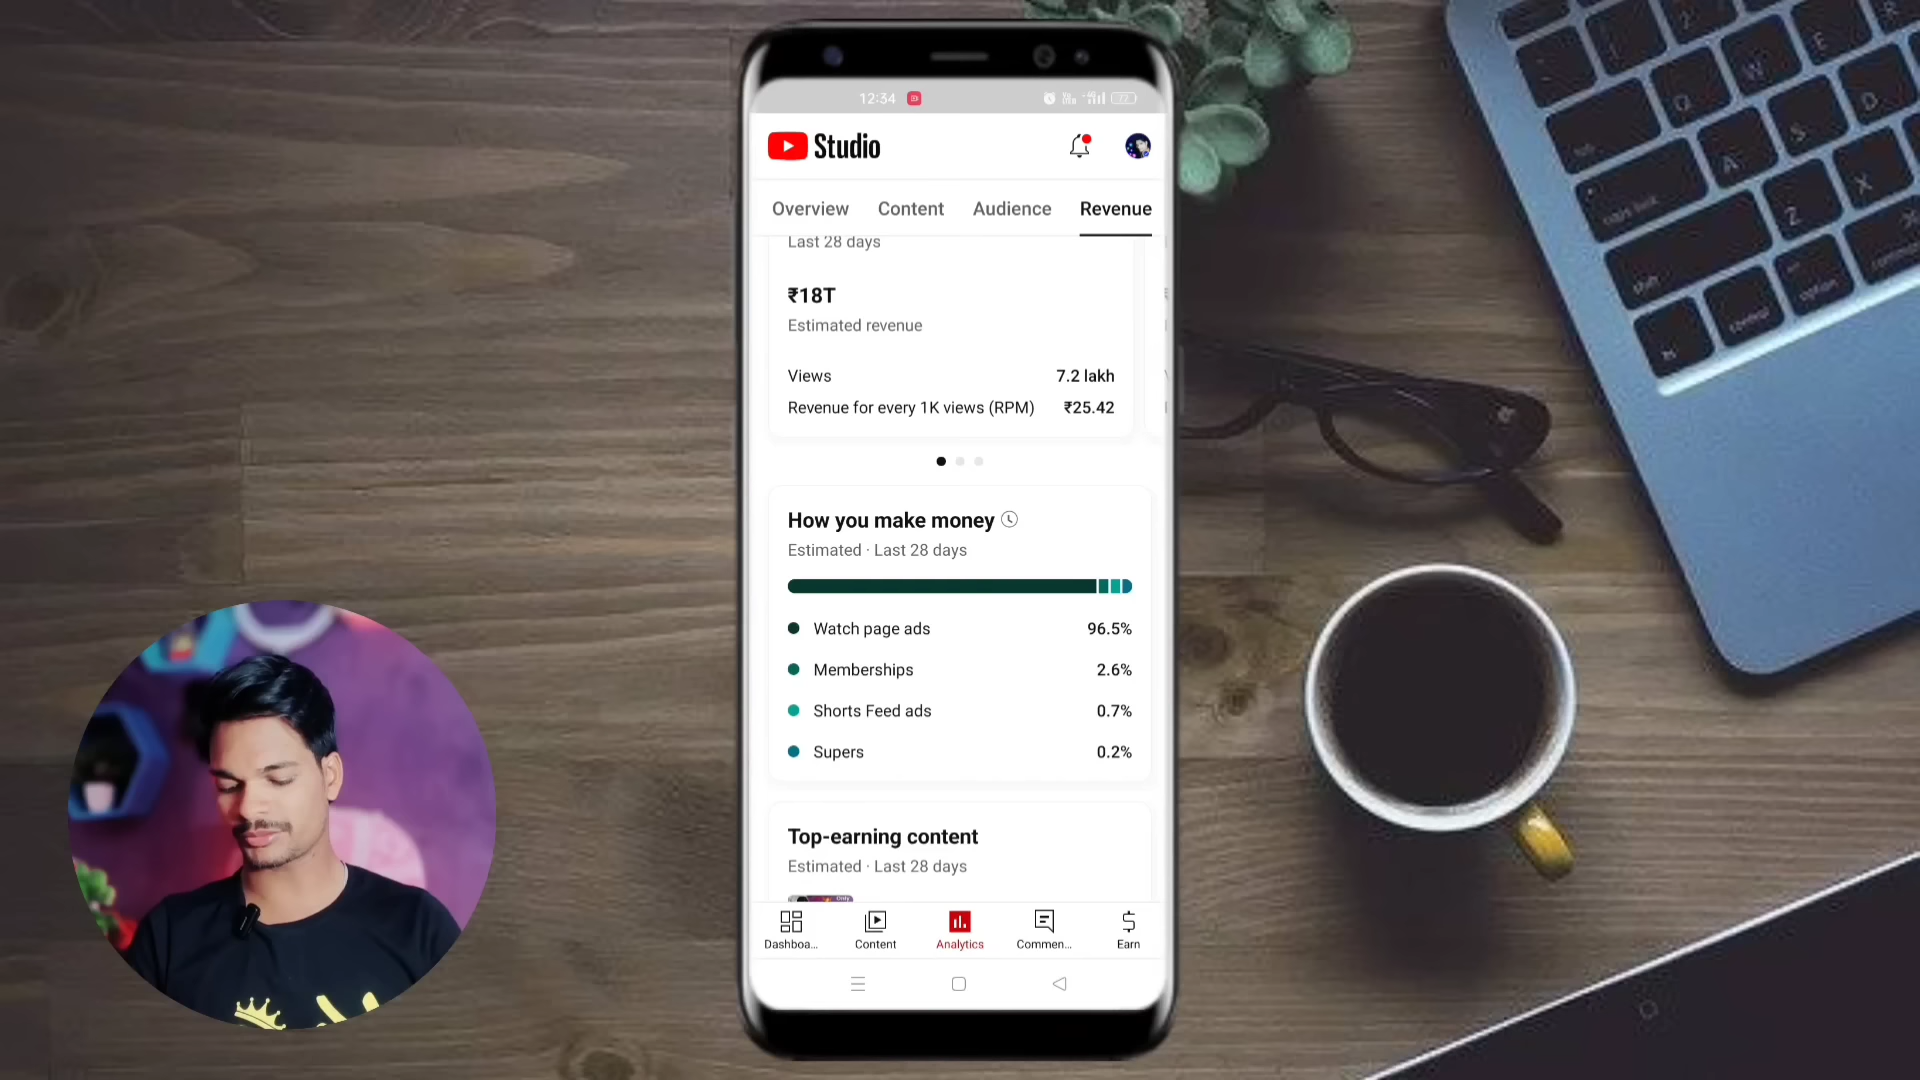 12:34
Studio
Overview Content Audience Revenue
Last 28 days
₹18T
Estimated revenue
Views 7.2 lakh
Revenue for every 1K views (RPM) ₹25.42
How you make money
Estimated · Last 28 days
Watch page ads 96.5%
Memberships 2.6%
Shorts Feed ads 0.7%
Supers 0.2%
Top-earning content
Estimated · Last 28 days
Dashboa... Content Analytics Commen... Earn